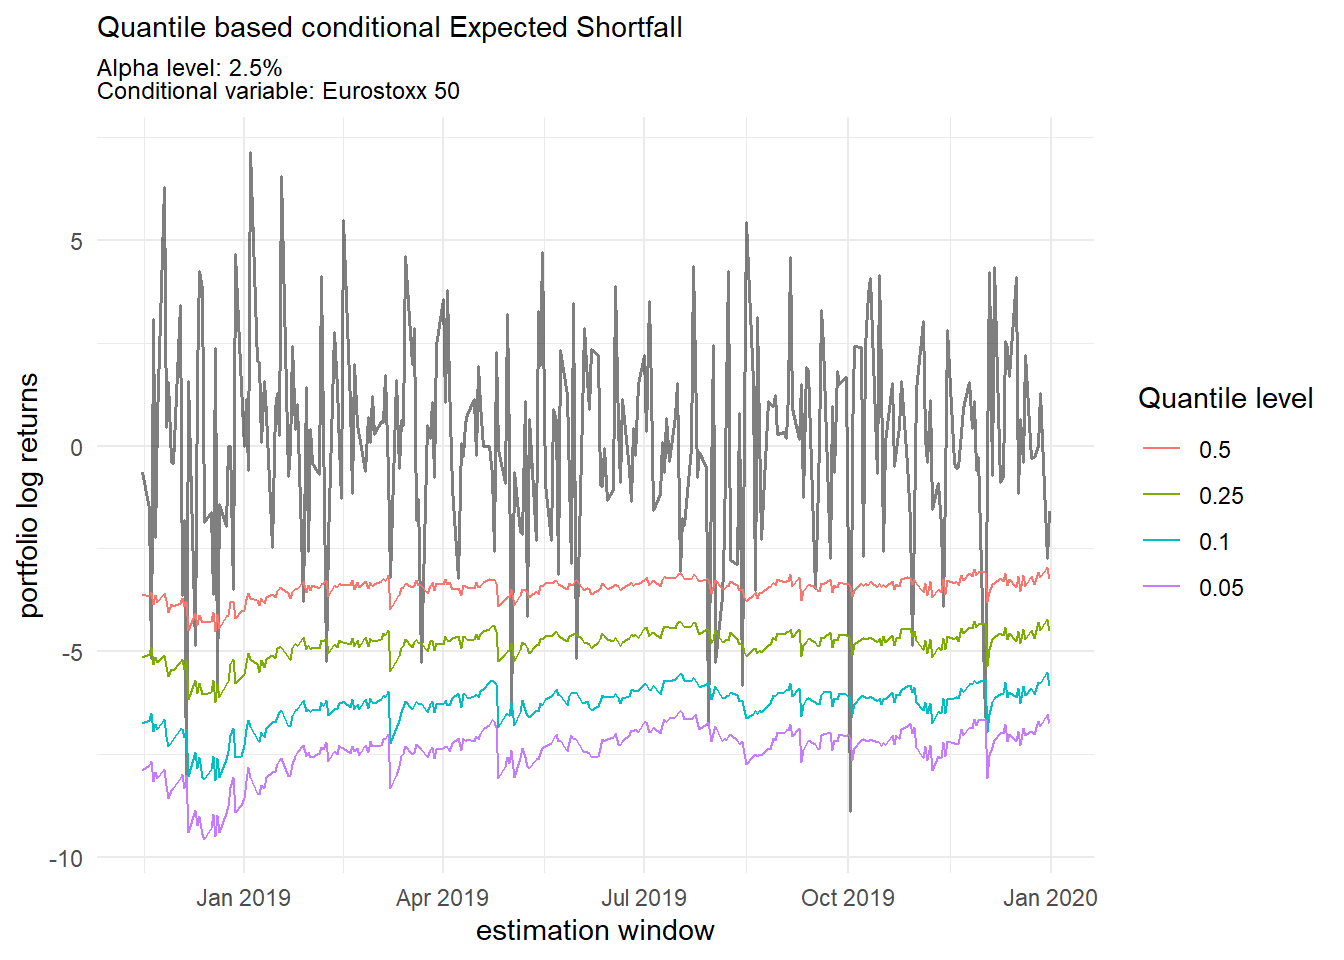 Quantile based conditional Expected Shortfall
Alpha level: 2.5%
Conditional variable: Eurostoxx 50
5
0
-5
-10
portfolio log returns
Jan 2019
Apr 2019
Jul 2019
Oct 2019
Jan 2020
estimation window
Quantile level
0.5
0.25
0.1
0.05